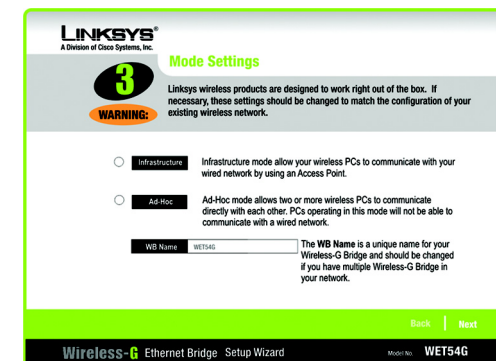 LINKSYS®
A Division of Cisco Systems, Inc.
3
WARNING:
Mode Settings
Linksys wireless products are designed to work right out of the box. If
necessary, these settings should be changed to match the configuration of your
existing wireless network.
Infrastructure
Infrastructure mode allow your wireless PCs to communicate with your
wired network by using an Access Point.
Ad-Hoc
Ad-Hoc mode allows two or more wireless PCs to communicate
directly with each other. PCs operating in this mode will not be able to
communicate with a wired network.
WB Name
WET54G
The WB Name is a unique name for your
Wireless-G Bridge and should be changed
if you have multiple Wireless-G Bridge in
your network.
Back Next
Wireless-G Ethernet Bridge Setup Wizard
Model No. WET54G